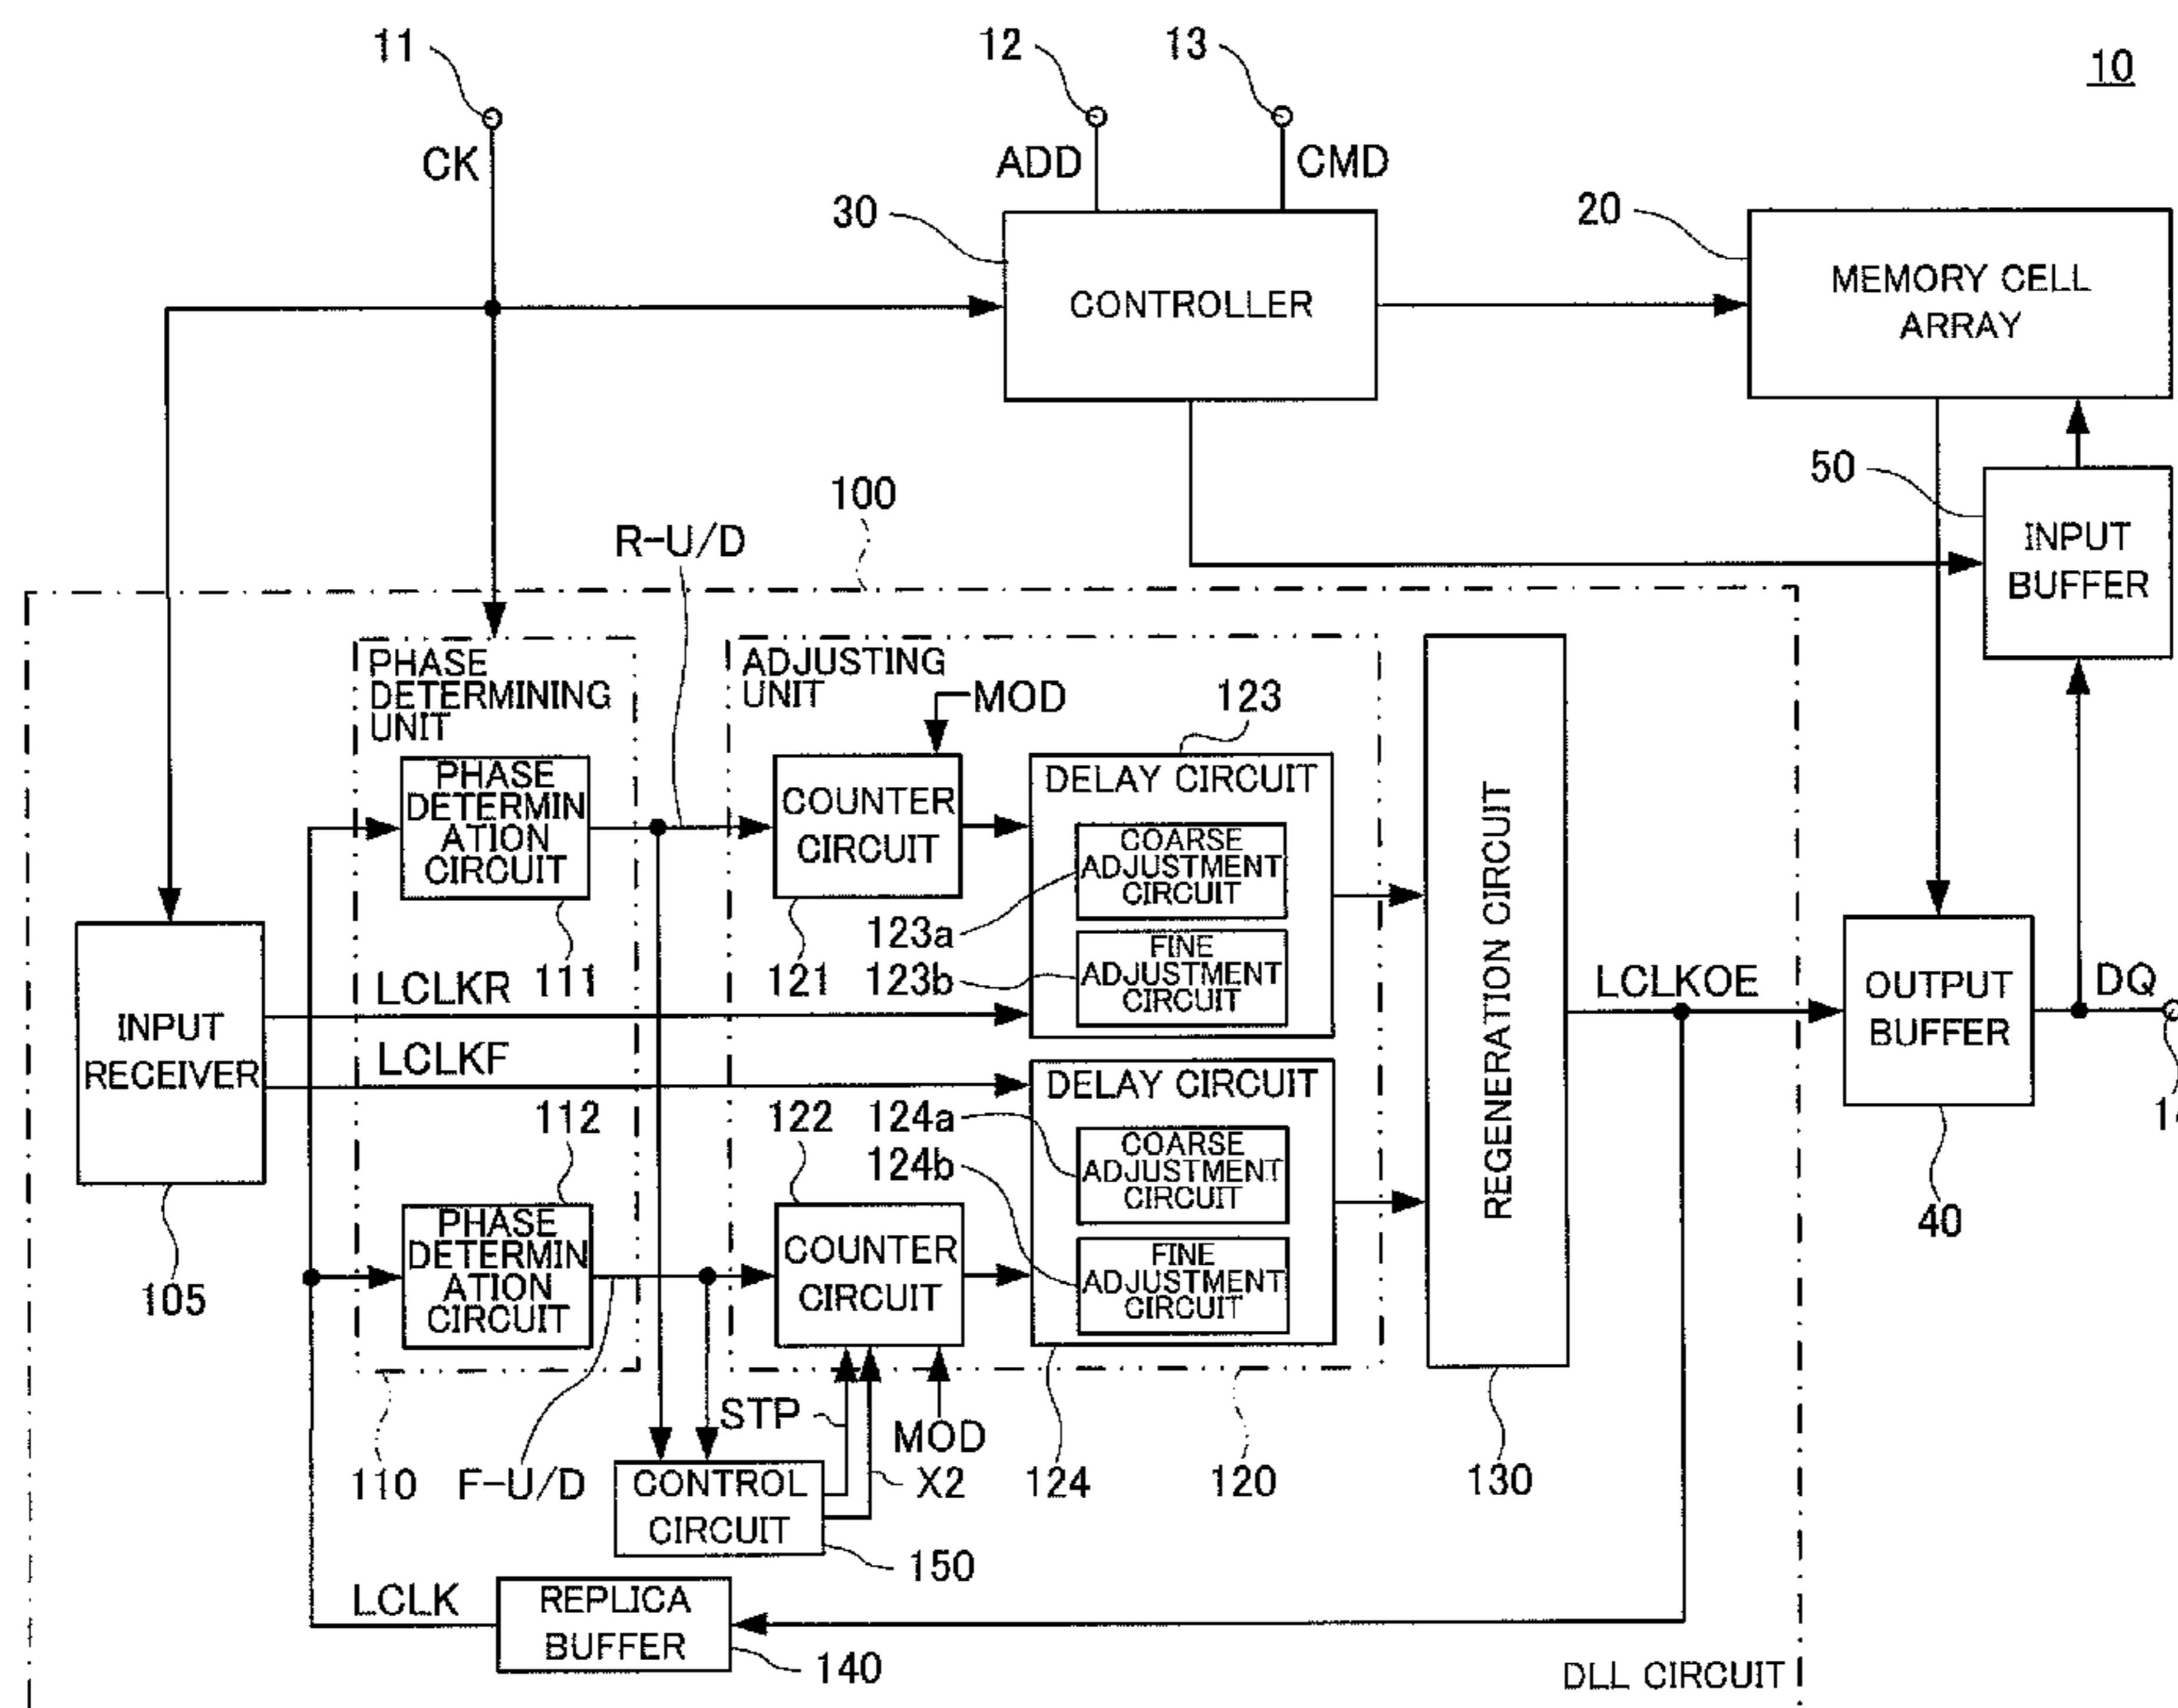 11
12
13
10
CK
ADD
CMD
30
CONTROLLER
20
MEMORY CELL
ARRAY
50
INPUT
BUFFER
100
R-U/D
PHASE
DETERMINING
UNIT
ADJUSTING
UNIT
MOD
123
PHASE
DETERMIN
ATION
CIRCUIT
COUNTER
CIRCUIT
DELAY CIRCUIT
COARSE
ADJUSTMENT
CIRCUIT
123a
FINE
ADJUSTMENT
CIRCUIT
123b
111
121
REGENERATION CIRCUIT
LCLKR
LCLKF
INPUT
RECEIVER
105
LCLKOE
OUTPUT
BUFFER
40
DQ
DELAY CIRCUIT
112
122
124a
COARSE
ADJUSTMENT
CIRCUIT
124b
FINE
ADJUSTMENT
CIRCUIT
PHASE
DETERMIN
ATION
CIRCUIT
COUNTER
CIRCUIT
STP
MOD
X2
110
F-U/D
124
120
130
CONTROL
CIRCUIT
150
LCLK
REPLICA
BUFFER
140
DLL CIRCUIT